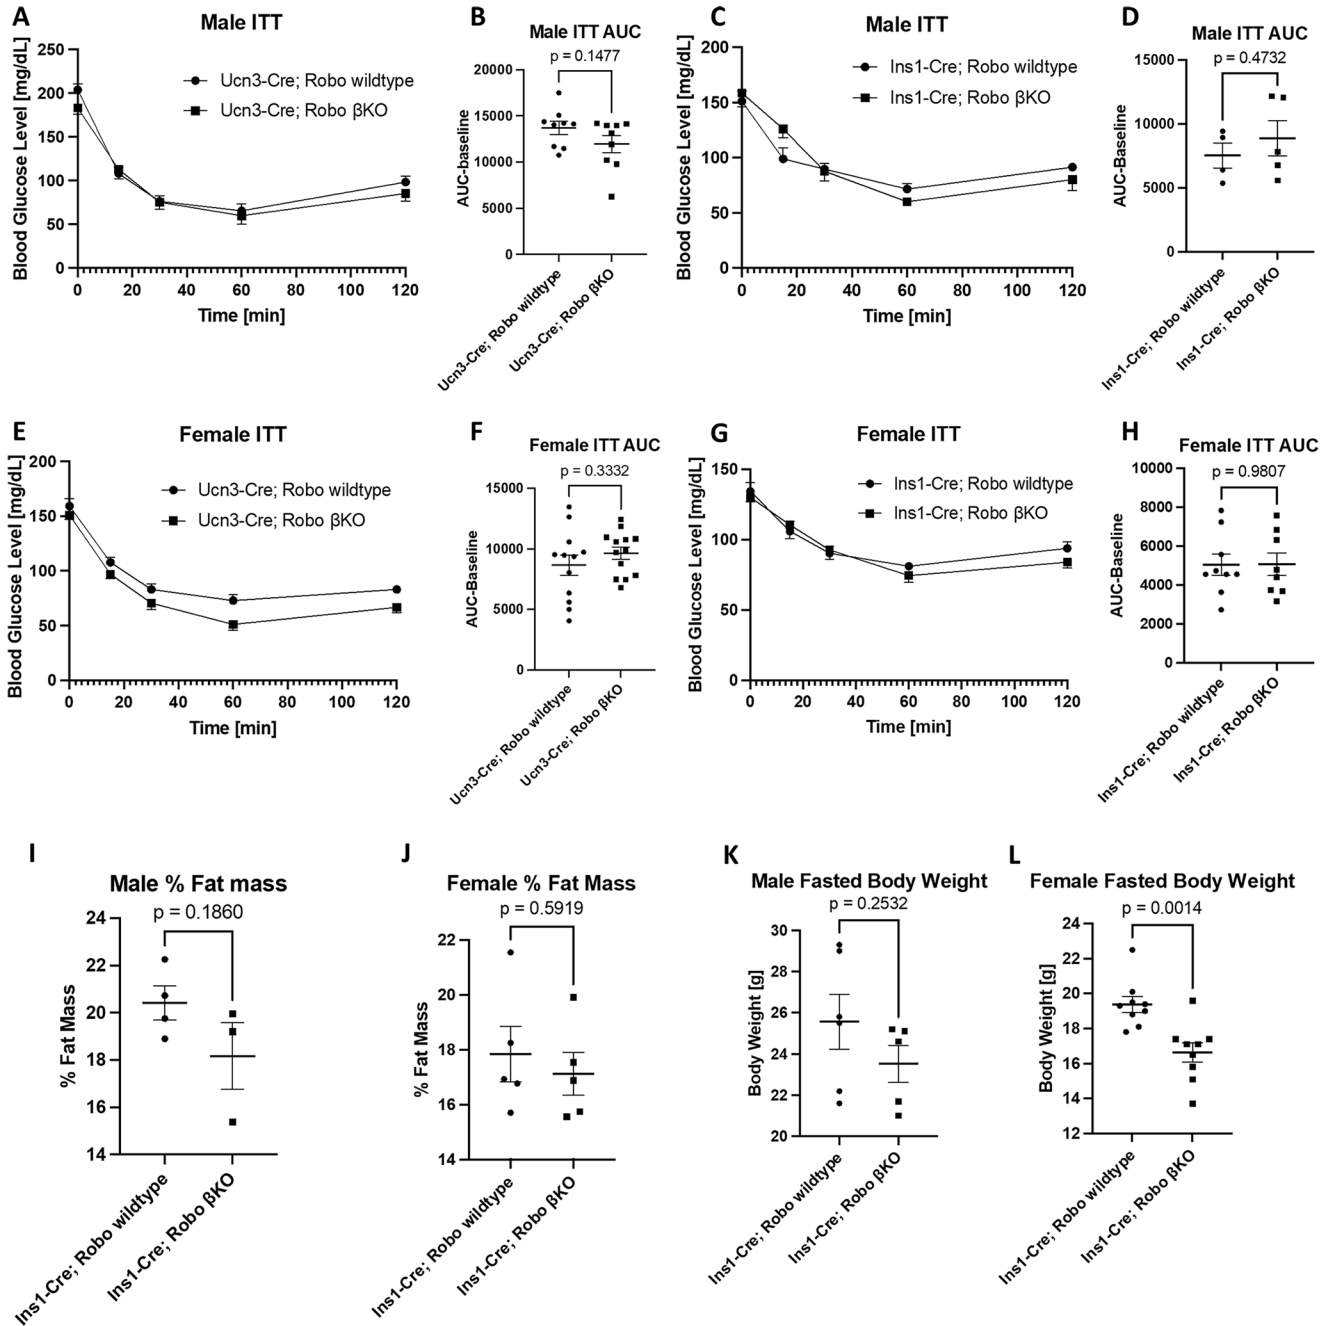 A
Male ITT
Blood Glucose Level [mg/dL]
250
200
150
100
50
0
0 20 40 60 80 100 120
Time [min]
Ucn3-Cre; Robo wildtype
Ucn3-Cre; Robo βKO
B
Male ITT AUC
p = 0.1477
AUC-baseline
20000
15000
10000
5000
0
Ucn3-Cre; Robo wildtype
Ucn3-Cre; Robo βKO
C
Male ITT
Blood Glucose Level [mg/dL]
200
150
100
50
0
0 20 40 60 80 100 120
Time [min]
Ins1-Cre; Robo wildtype
Ins1-Cre; Robo βKO
D
Male ITT AUC
p = 0.4732
AUC-Baseline
15000
10000
5000
0
Ins1-Cre; Robo wildtype
Ins1-Cre; Robo βKO
E
Female ITT
Blood Glucose Level [mg/dL]
200
150
100
50
0
0 20 40 60 80 100 120
Time [min]
Ucn3-Cre; Robo wildtype
Ucn3-Cre; Robo βKO
F
Female ITT AUC
p = 0.3332
AUC-Baseline
15000
10000
5000
0
Ucn3-Cre; Robo wildtype
Ucn3-Cre; Robo βKO
G
Female ITT
Blood Glucose Level [mg/dL]
150
100
50
0
0 20 40 60 80 100 120
Time [min]
Ins1-Cre; Robo wildtype
Ins1-Cre; Robo βKO
H
Female ITT AUC
p = 0.9807
AUC-Baseline
10000
8000
6000
4000
2000
0
Ins1-Cre; Robo wildtype
Ins1-Cre; Robo βKO
I
Male % Fat mass
p = 0.1860
% Fat Mass
24
22
20
18
16
14
Ins1-Cre; Robo wildtype
Ins1-Cre; Robo βKO
J
Female % Fat Mass
p = 0.5919
% Fat Mass
22
20
18
16
14
Ins1-Cre; Robo wildtype
Ins1-Cre; Robo βKO
K
Male Fasted Body Weight
p = 0.2532
Body Weight [g]
30
28
26
24
22
20
Ins1-Cre; Robo wildtype
Ins1-Cre; Robo βKO
L
Female Fasted Body Weight
p = 0.0014
Body Weight [g]
24
22
20
18
16
14
12
Ins1-Cre; Robo wildtype
Ins1-Cre; Robo βKO